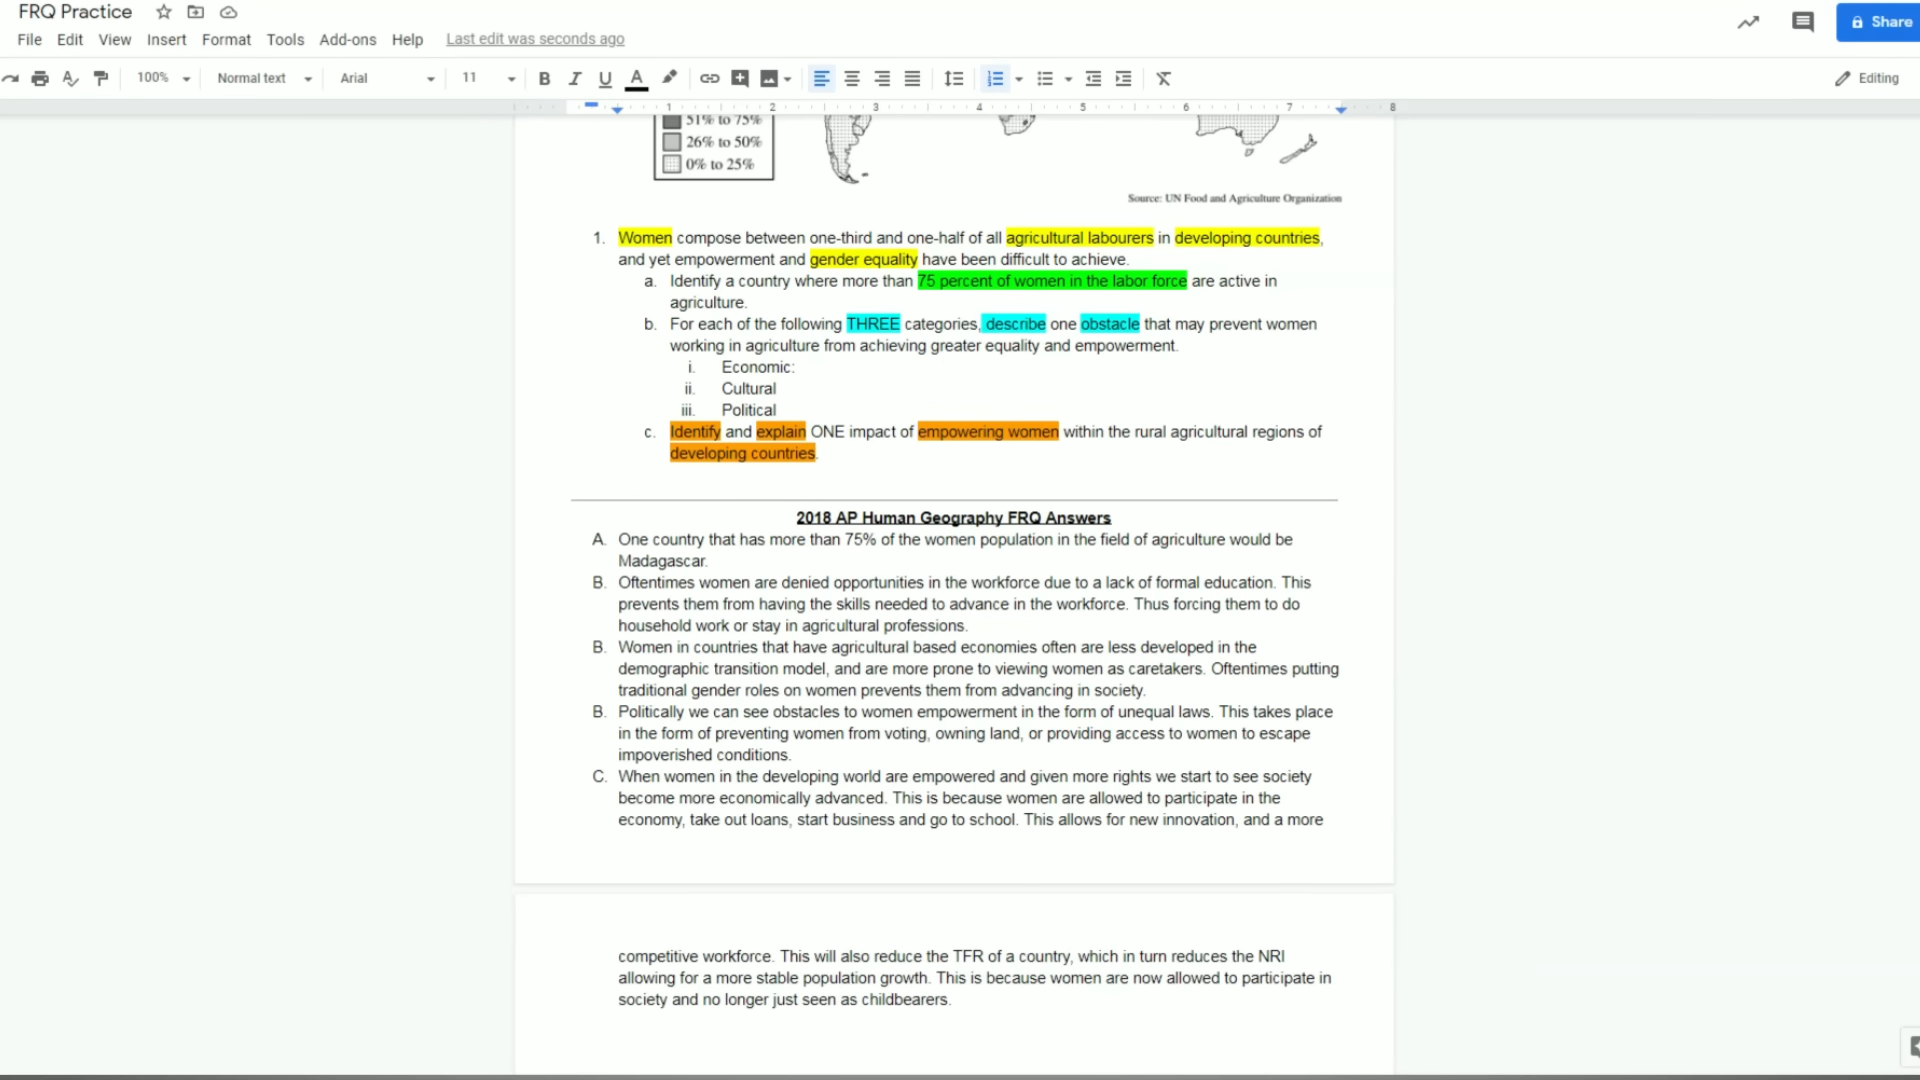 FRQ Practice
File Edit View Insert Format Tools Add-ons Help Last edit was seconds ago
Share
100% Normal text Arial 11 B I U A Editing
1 2 3 4 5 6 7 8
51% to 75%
26% to 50%
0% to 25%
Source: UN Food and Agriculture Organization
1. Women compose between one-third and one-half of all agricultural labourers in developing countries,
and yet empowerment and gender equality have been difficult to achieve.
a. Identify a country where more than 75 percent of women in the labor force are active in
agriculture.
b. For each of the following THREE categories, describe one obstacle that may prevent women
working in agriculture from achieving greater equality and empowerment.
i. Economic:
ii. Cultural
iii. Political
c. Identify and explain ONE impact of empowering women within the rural agricultural regions of
developing countries.
2018 AP Human Geography FRQ Answers
A. One country that has more than 75% of the women population in the field of agriculture would be
Madagascar.
B. Oftentimes women are denied opportunities in the workforce due to a lack of formal education. This
prevents them from having the skills needed to advance in the workforce. Thus forcing them to do
household work or stay in agricultural professions.
B. Women in countries that have agricultural based economies often are less developed in the
demographic transition model, and are more prone to viewing women as caretakers. Oftentimes putting
traditional gender roles on women prevents them from advancing in society.
B. Politically we can see obstacles to women empowerment in the form of unequal laws. This takes place
in the form of preventing women from voting, owning land, or providing access to women to escape
impoverished conditions.
C. When women in the developing world are empowered and given more rights we start to see society
become more economically advanced. This is because women are allowed to participate in the
economy, take out loans, start business and go to school. This allows for new innovation, and a more
competitive workforce. This will also reduce the TFR of a country, which in turn reduces the NRI
allowing for a more stable population growth. This is because women are now allowed to participate in
society and no longer just seen as childbearers.